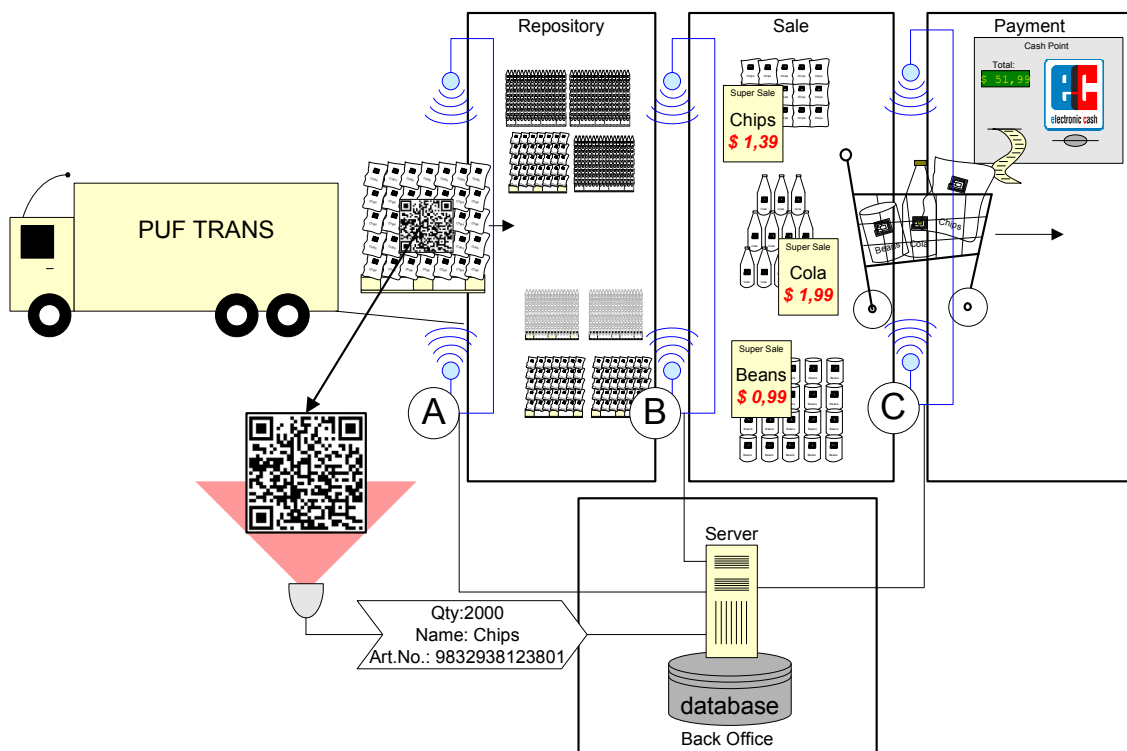 Repository
Sale
Payment
Cash Point
Total:
$ 51,99
ec
electronic cash
Super Sale
Chips
$ 1,39
PUF TRANS
Super Sale
Cola
$ 1,99
Beans
Cola
Chips
Super Sale
Beans
$ 0,99
A
B
C
Server
Qty:2000
Name: Chips
Art.No.: 9832938123801
database
Back Office